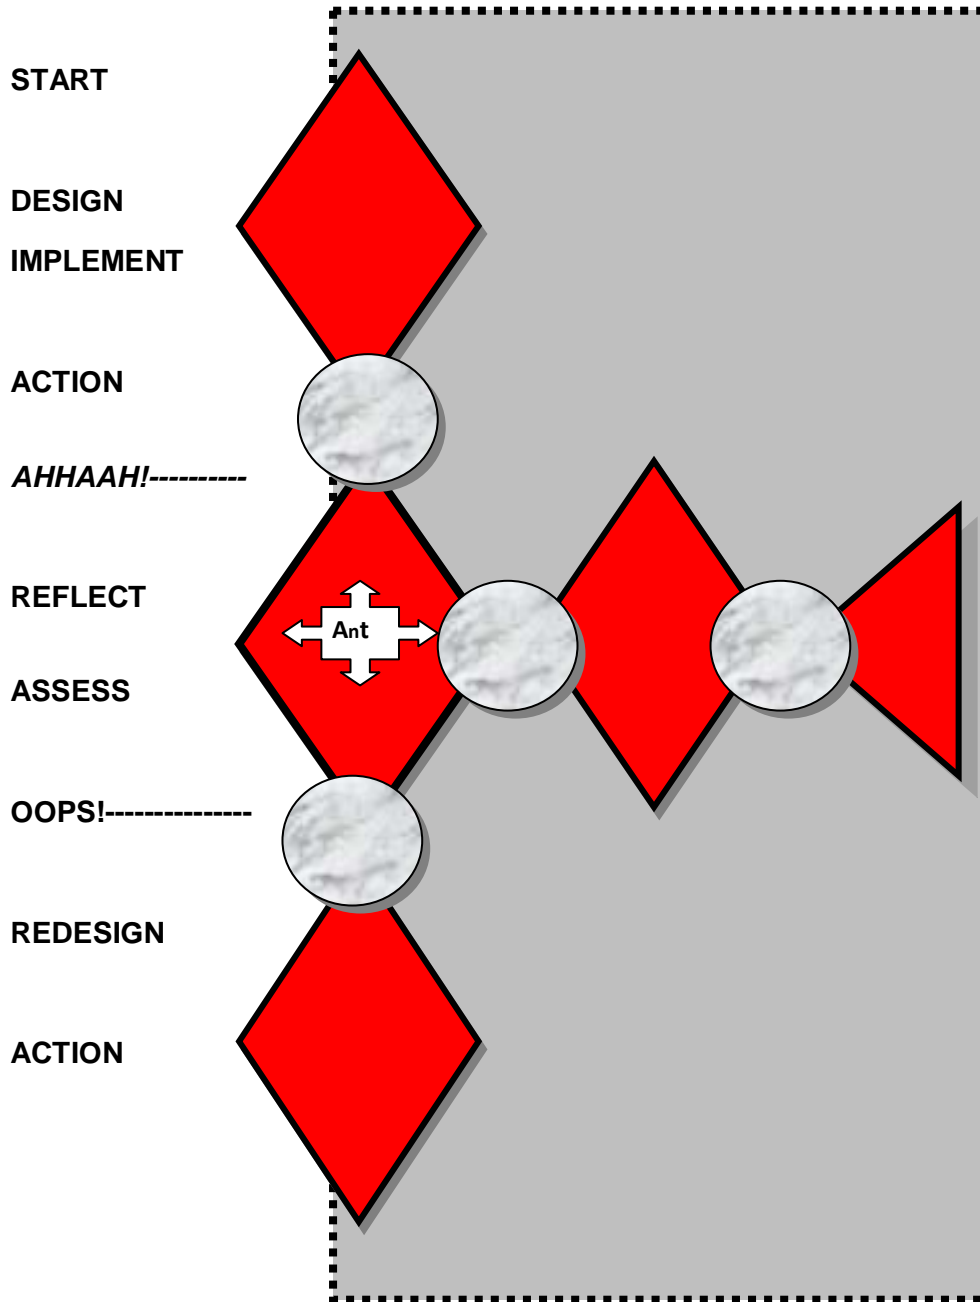 START
DESIGN
IMPLEMENT
ACTION
AHHAAH!----------
REFLECT
Ant
ASSESS
OOPS!---------------
REDESIGN
ACTION